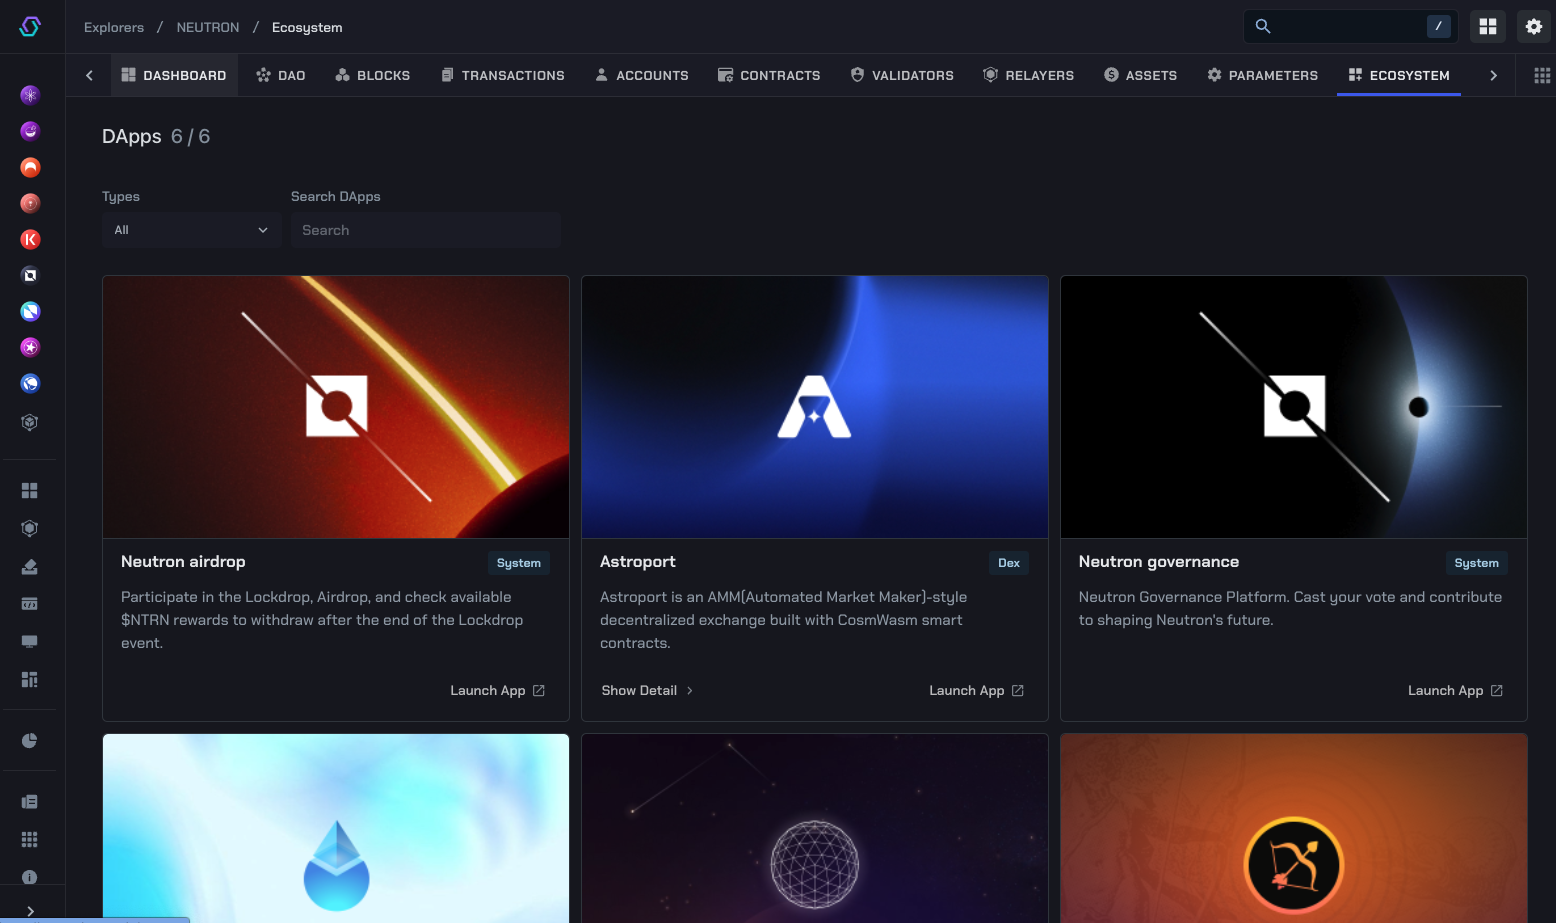 Explorers / NEUTRON / Ecosystem
/
DASHBOARD
DAO
BLOCKS
TRANSACTIONS
ACCOUNTS
CONTRACTS
VALIDATORS
RELAYERS
ASSETS
PARAMETERS
ECOSYSTEM
DApps 6 / 6
Types
Search DApps
All
Search
Neutron airdrop
System
Participate in the Lockdrop, Airdrop, and check available
$NTRN rewards to withdraw after the end of the Lockdrop
event.
Launch App
Astroport
Dex
Astroport is an AMM(Automated Market Maker)-style
decentralized exchange built with CosmWasm smart
contracts.
Show Detail
Launch App
Neutron governance
System
Neutron Governance Platform. Cast your vote and contribute
to shaping Neutron's future.
Launch App